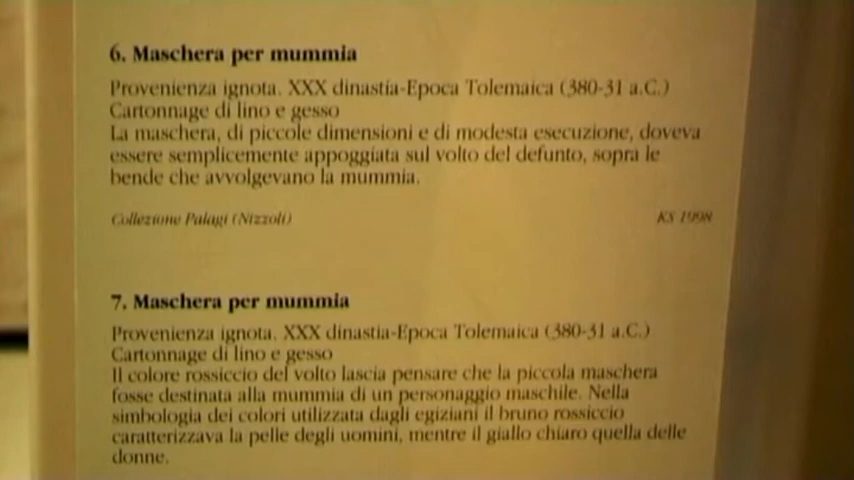 6. Maschera per mummia
Provenienza ignota. XXX dinastia-Epoca Tolemaica (380-31 a.C.)
Cartonnage di lino e gesso
La maschera, di piccole dimensioni e di modesta esecuzione, doveva
essere semplicemente appoggiata sul volto del defunto, sopra le
bende che avvolgevano la mummia.
Collezione Palagi (Nizzoli)
KS 1998
7. Maschera per mummia
Provenienza ignota. XXX dinastia-Epoca Tolemaica (380-31 a.C.)
Cartonnage di lino e gesso
Il colore rossiccio del volto lascia pensare che la piccola maschera
fosse destinata alla mummia di un personaggio maschile. Nella
simbologia dei colori utilizzata dagli egiziani il bruno rossiccio
caratterizzava la pelle degli uomini, mentre il giallo chiaro quella delle
donne.